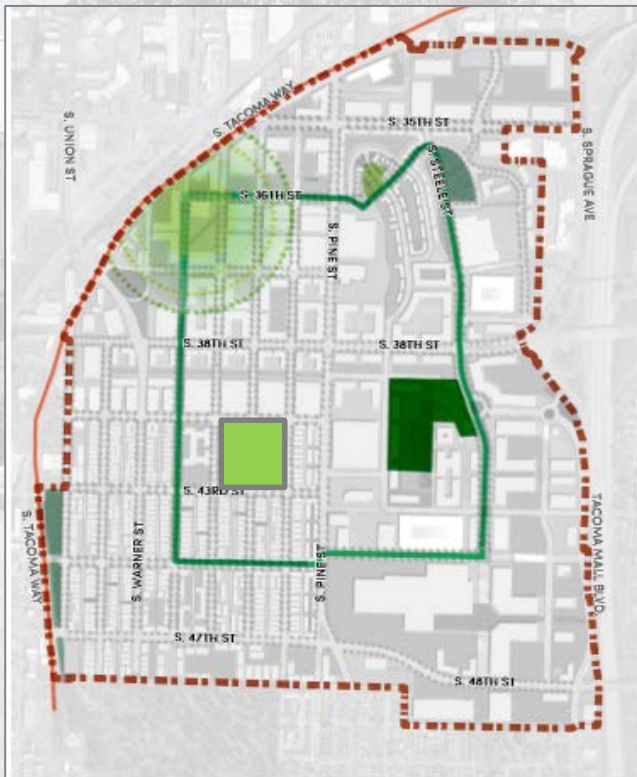 S. TACOMA WAY
S. UNION ST
S. 35TH ST
S. SPRAGUE AVE
S. STEELE ST
S. 36TH ST
S. PINE ST
S. 38TH ST
S. 38TH ST
S. 43RD ST
S. TACOMA WAY
S. WARNER ST
S. PINE ST
TACOMA MALL BLVD.
S. 47TH ST
S. 48TH ST